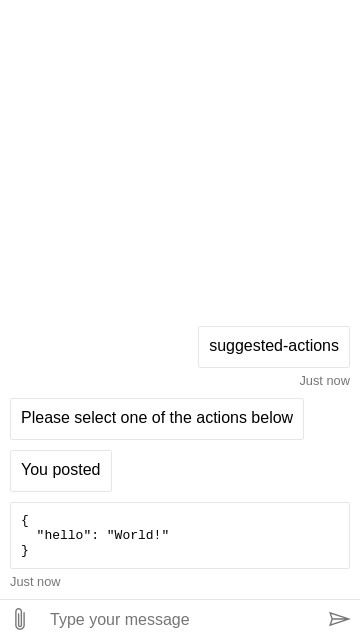 suggested-actions
Just now
Please select one of the actions below
You posted
{
  "hello": "World!"
}
Just now
Type your message